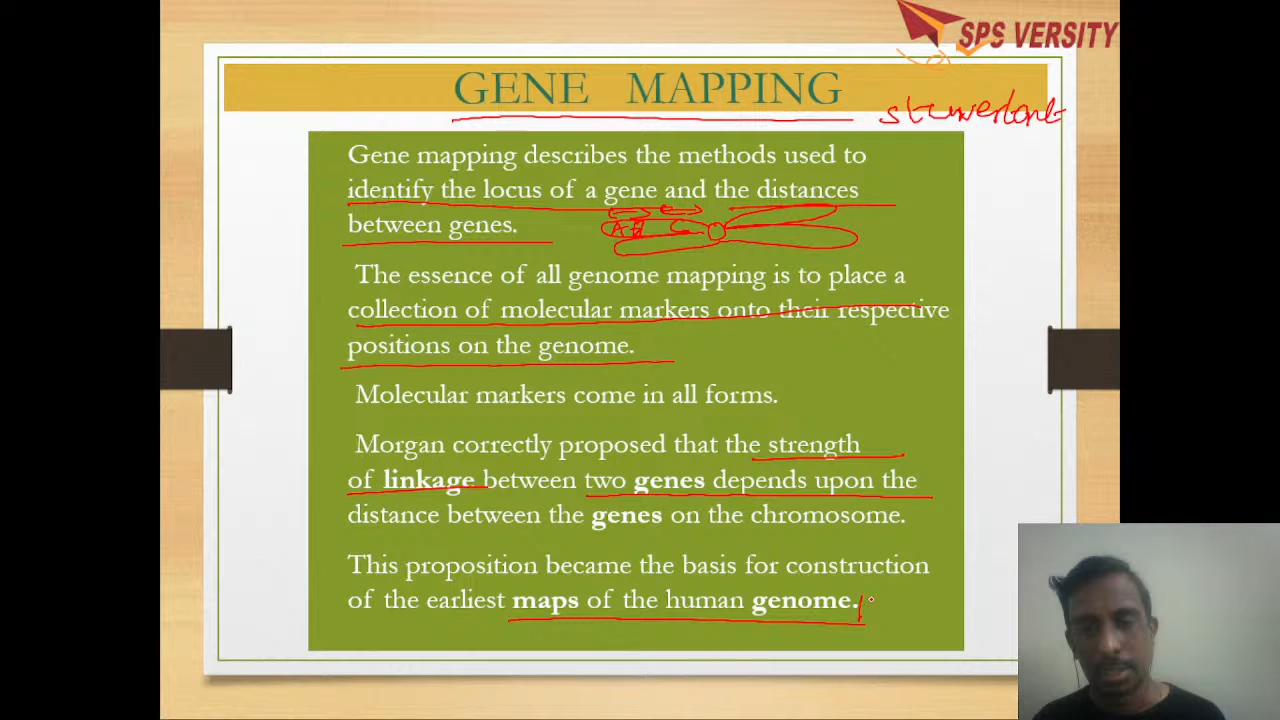 SPS VERSITY
GENE MAPPING
Gene mapping describes the methods used to
identify the locus of a gene and the distances
between genes.
The essence of all genome mapping is to place a
collection of molecular markers onto their respective
positions on the genome.
Molecular markers come in all forms.
Morgan correctly proposed that the strength
of linkage between two genes depends upon the
distance between the genes on the chromosome.
This proposition became the basis for construction
of the earliest maps of the human genome.